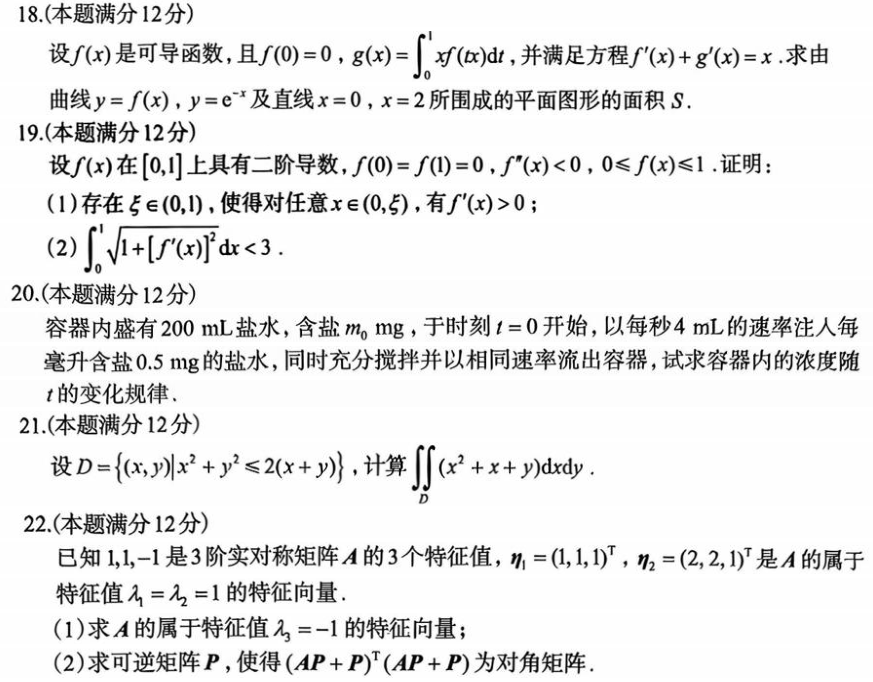 18.(本题满分12分)
设f(x)是可导函数,且f(0)=0,g(x)=∫₀¹xf(tx)dt,并满足方程f′(x)+g′(x)=x.求由
曲线y=f(x),y=e⁻ˣ及直线x=0,x=2所围成的平面图形的面积S.
19.(本题满分12分)
设f(x)在[0,1]上具有二阶导数,f(0)=f(1)=0,f″(x)<0,0≤f(x)≤1.证明:
(1)存在ξ∈(0,1),使得对任意x∈(0,ξ),有f′(x)>0;
(2)∫₀¹√(1+[f′(x)]²)dx<3.
20.(本题满分12分)
容器内盛有200 mL盐水,含盐m₀ mg,于时刻t=0开始,以每秒4 mL的速率注人每
毫升含盐0.5 mg的盐水,同时充分搅拌并以相同速率流出容器,试求容器内的浓度随
t的变化规律.
21.(本题满分12分)
设D={(x,y)|x²+y²≤2(x+y)},计算∬_D(x²+x+y)dxdy.
22.(本题满分12分)
已知1,1,-1是3阶实对称矩阵A的3个特征值,η₁=(1,1,1)ᵀ,η₂=(2,2,1)ᵀ是A的属于
特征值λ₁=λ₂=1的特征向量.
(1)求A的属于特征值λ₃=-1的特征向量;
(2)求可逆矩阵P,使得(AP+P)ᵀ(AP+P)为对角矩阵.